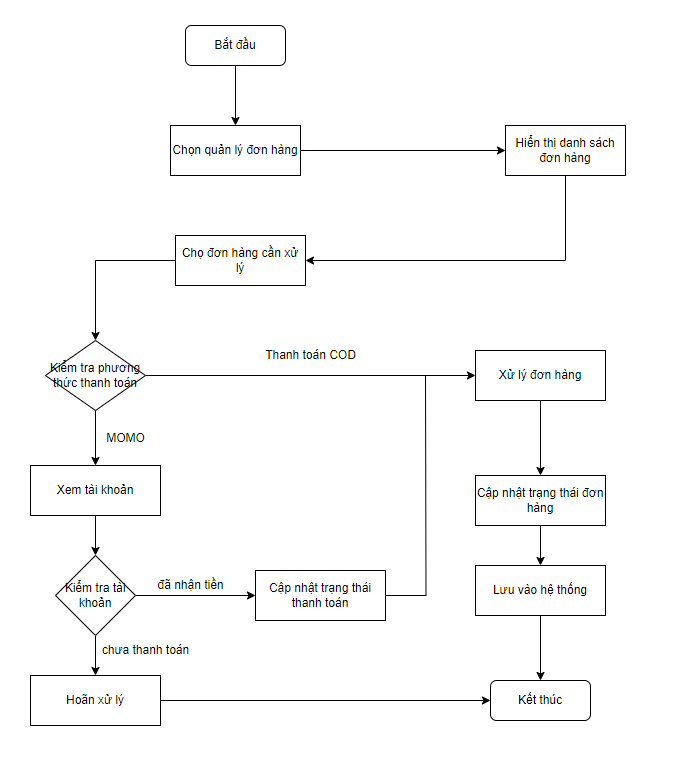 Bắt đầu
Chọn quản lý đơn hàng
Hiển thị danh sách
đơn hàng
Chọ đơn hàng cần xử
lý
Kiểm tra phương
thức thanh toán
Thanh toán COD
Xử lý đơn hàng
MOMO
Xem tài khoản
Cập nhật trạng thái đơn
hàng
Kiểm tra tài
khoản
đã nhận tiền
Cập nhật trạng thái
thanh toán
Lưu vào hệ thống
chưa thanh toán
Hoãn xử lý
Kết thúc